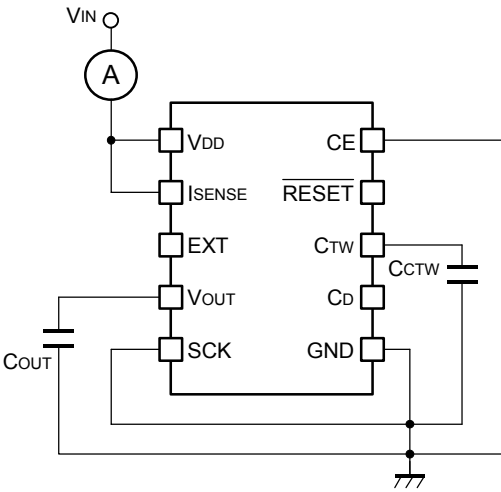 VIN
A
VDD
CE
ISENSE
RESET
EXT
CTW
CCTW
VOUT
CD
COUT
SCK
GND